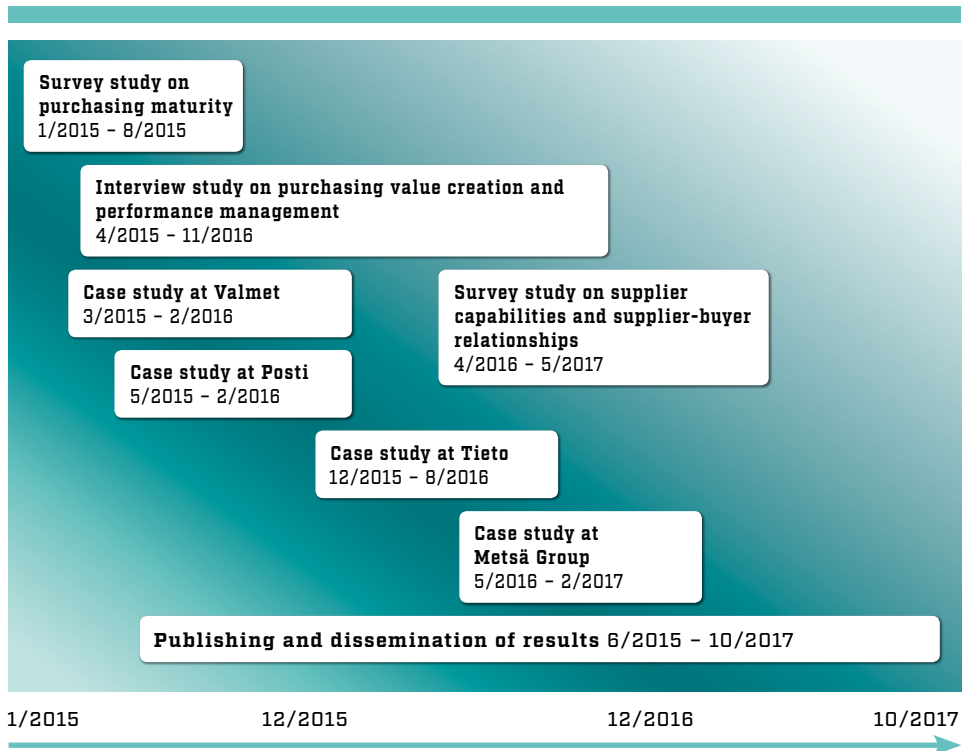 Survey study on
purchasing maturity
1/2015 – 8/2015
Interview study on purchasing value creation and
performance management
4/2015 – 11/2016
Case study at Valmet
3/2015 – 2/2016
Survey study on supplier
capabilities and supplier-buyer
relationships
4/2016 – 5/2017
Case study at Posti
5/2015 – 2/2016
Case study at Tieto
12/2015 – 8/2016
Case study at
Metsä Group
5/2016 – 2/2017
Publishing and dissemination of results 6/2015 – 10/2017
1/2015 12/2015 12/2016 10/2017